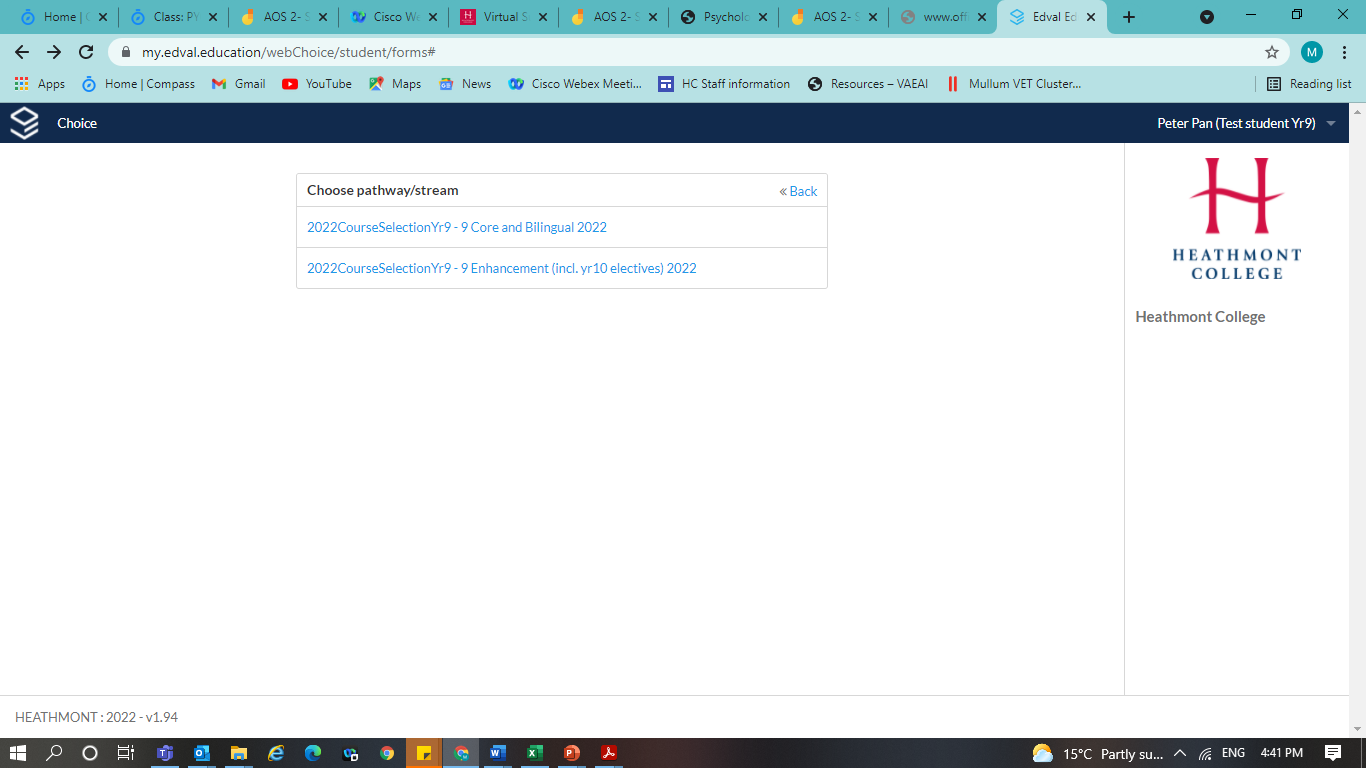 Home | C
Class: PY
AOS 2- S
Cisco We
Virtual S
AOS 2- S
Psycholo
AOS 2- S
www.off
Edval Ed
my.edval.education/webChoice/student/forms#
M
Apps
Home | Compass
Gmail
YouTube
Maps
News
Cisco Webex Meeti...
HC Staff information
Resources – VAEAI
Mullum VET Cluster...
Reading list
Choice
Peter Pan (Test student Yr9)
Choose pathway/stream
« Back
2022CourseSelectionYr9 - 9 Core and Bilingual 2022
2022CourseSelectionYr9 - 9 Enhancement (incl. yr10 electives) 2022
HEATHMONT
COLLEGE
Heathmont College
HEATHMONT : 2022 - v1.94
15°C Partly su...
ENG
4:41 PM